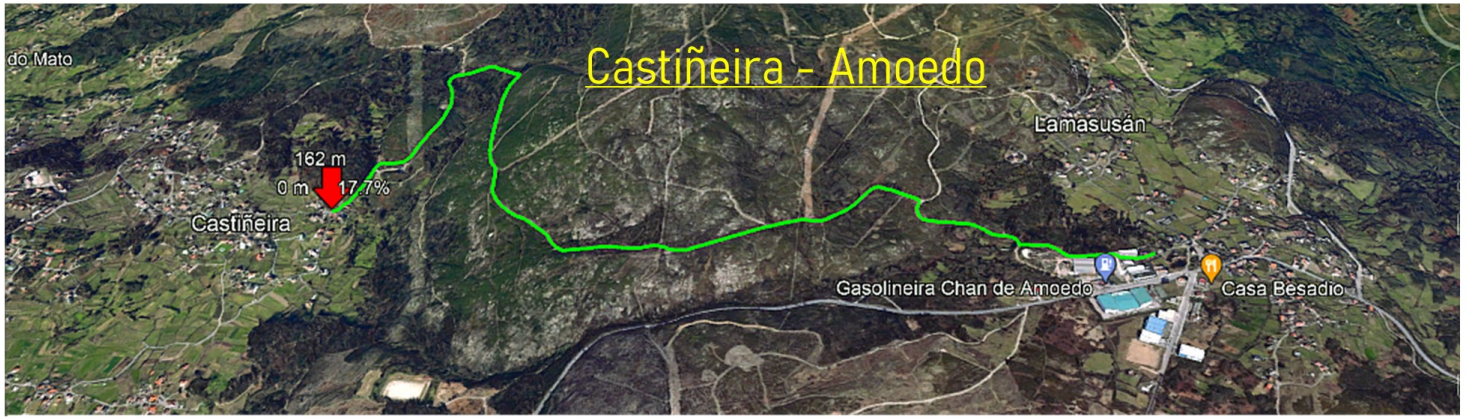 Castiñeira - Amoedo
do Mato
Lamasusán
162 m
0 m 17.7%
Castiñeira
Gasolineira Chan de Amoedo
Casa Besadio